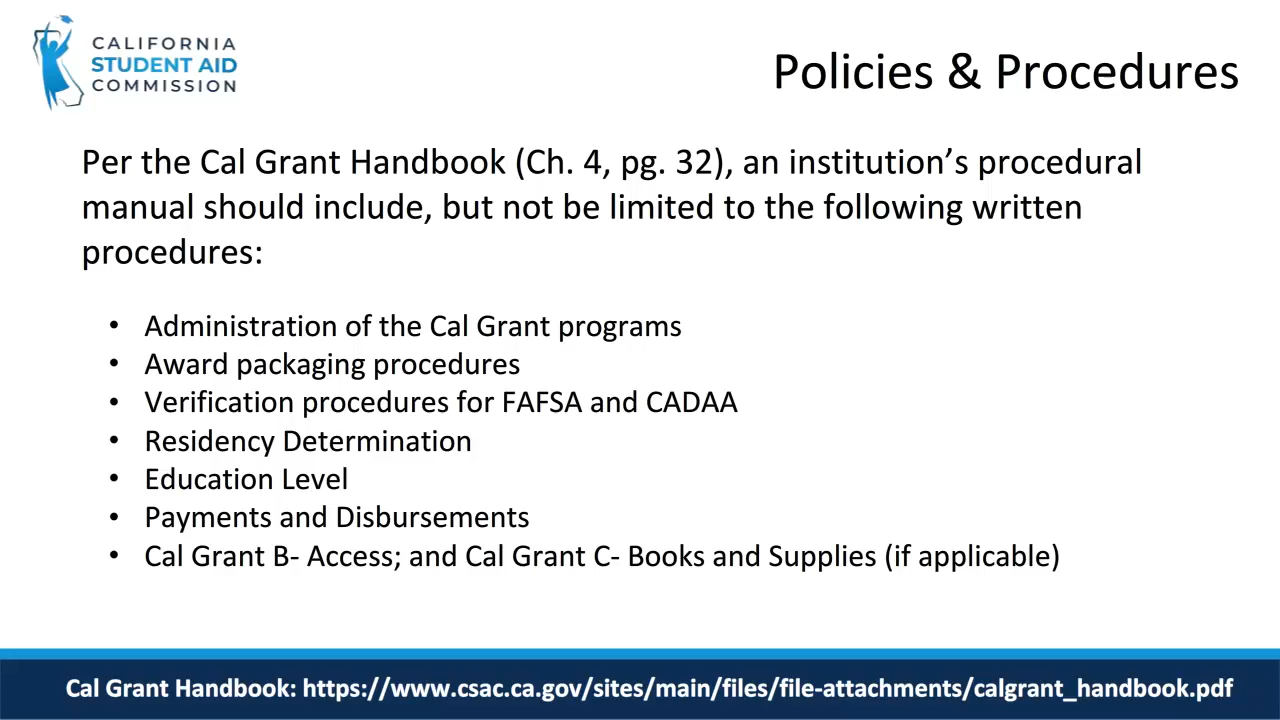 CALIFORNIA
STUDENT AID
COMMISSION
Policies & Procedures
Per the Cal Grant Handbook (Ch. 4, pg. 32), an institution’s procedural
manual should include, but not be limited to the following written
procedures:
• Administration of the Cal Grant programs
• Award packaging procedures
• Verification procedures for FAFSA and CADAA
• Residency Determination
• Education Level
• Payments and Disbursements
• Cal Grant B- Access; and Cal Grant C- Books and Supplies (if applicable)
Cal Grant Handbook: https://www.csac.ca.gov/sites/main/files/file-attachments/calgrant_handbook.pdf